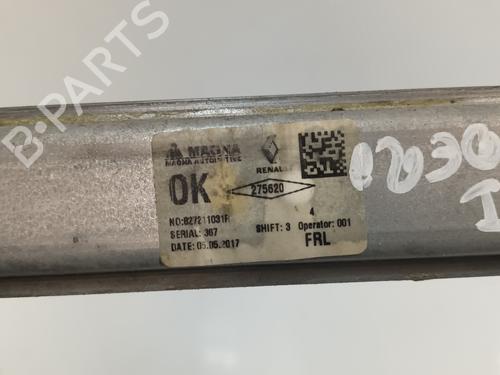 B-PARTS
MAGNA
MAGNA AUTOMOTIVE
RENAULT
OK
275620
4
NO:827211031R
SERIAL: 367
SHIFT: 3 Operator: 001
DATE: 05.05.2017
FRL